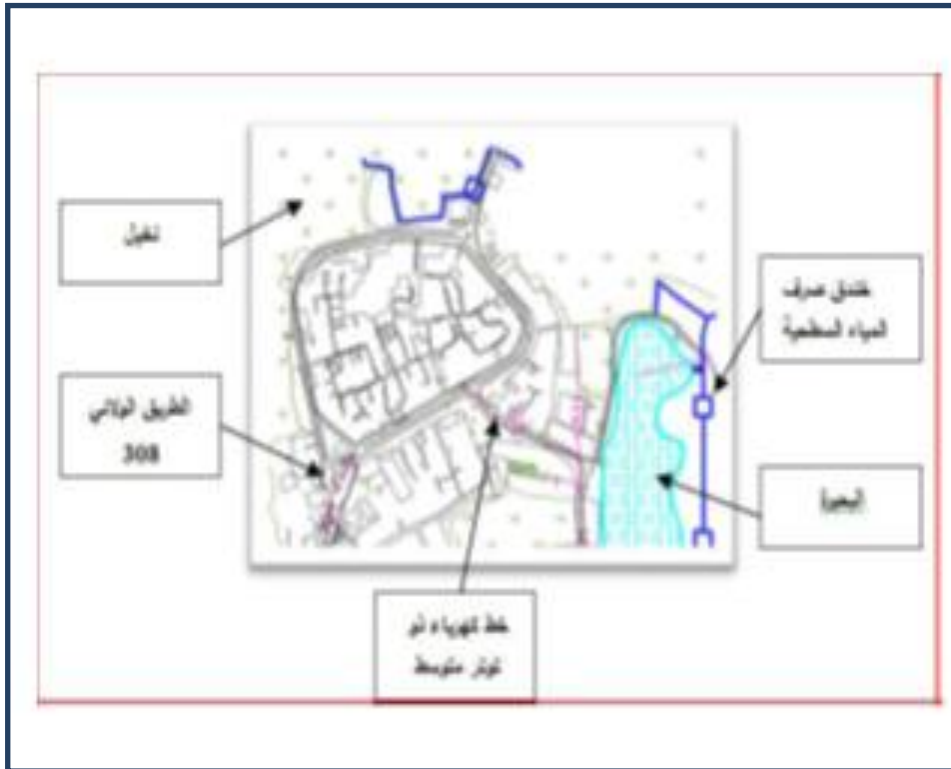 نخيل
خندق صرف
المياه السطحية
الطريق الولائي
308
البحيرة
خط كهرباء ذو
توتر متوسط